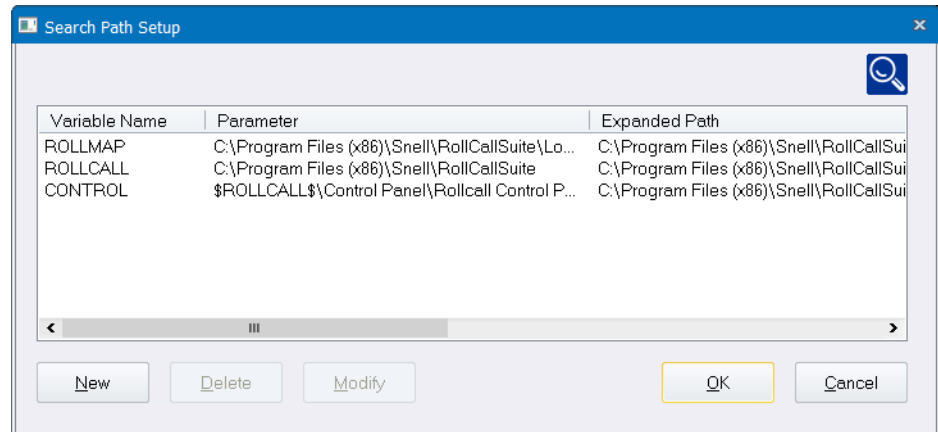 Search Path Setup
Variable Name Parameter Expanded Path
ROLLMAP C:\Program Files (x86)\Snell\RollCallSuite\Lo... C:\Program Files (x86)\Snell\RollCallSui
ROLLCALL C:\Program Files (x86)\Snell\RollCallSuite C:\Program Files (x86)\Snell\RollCallSui
CONTROL $ROLLCALL$\Control Panel\Rollcall Control P... C:\Program Files (x86)\Snell\RollCallSui
New Delete Modify OK Cancel